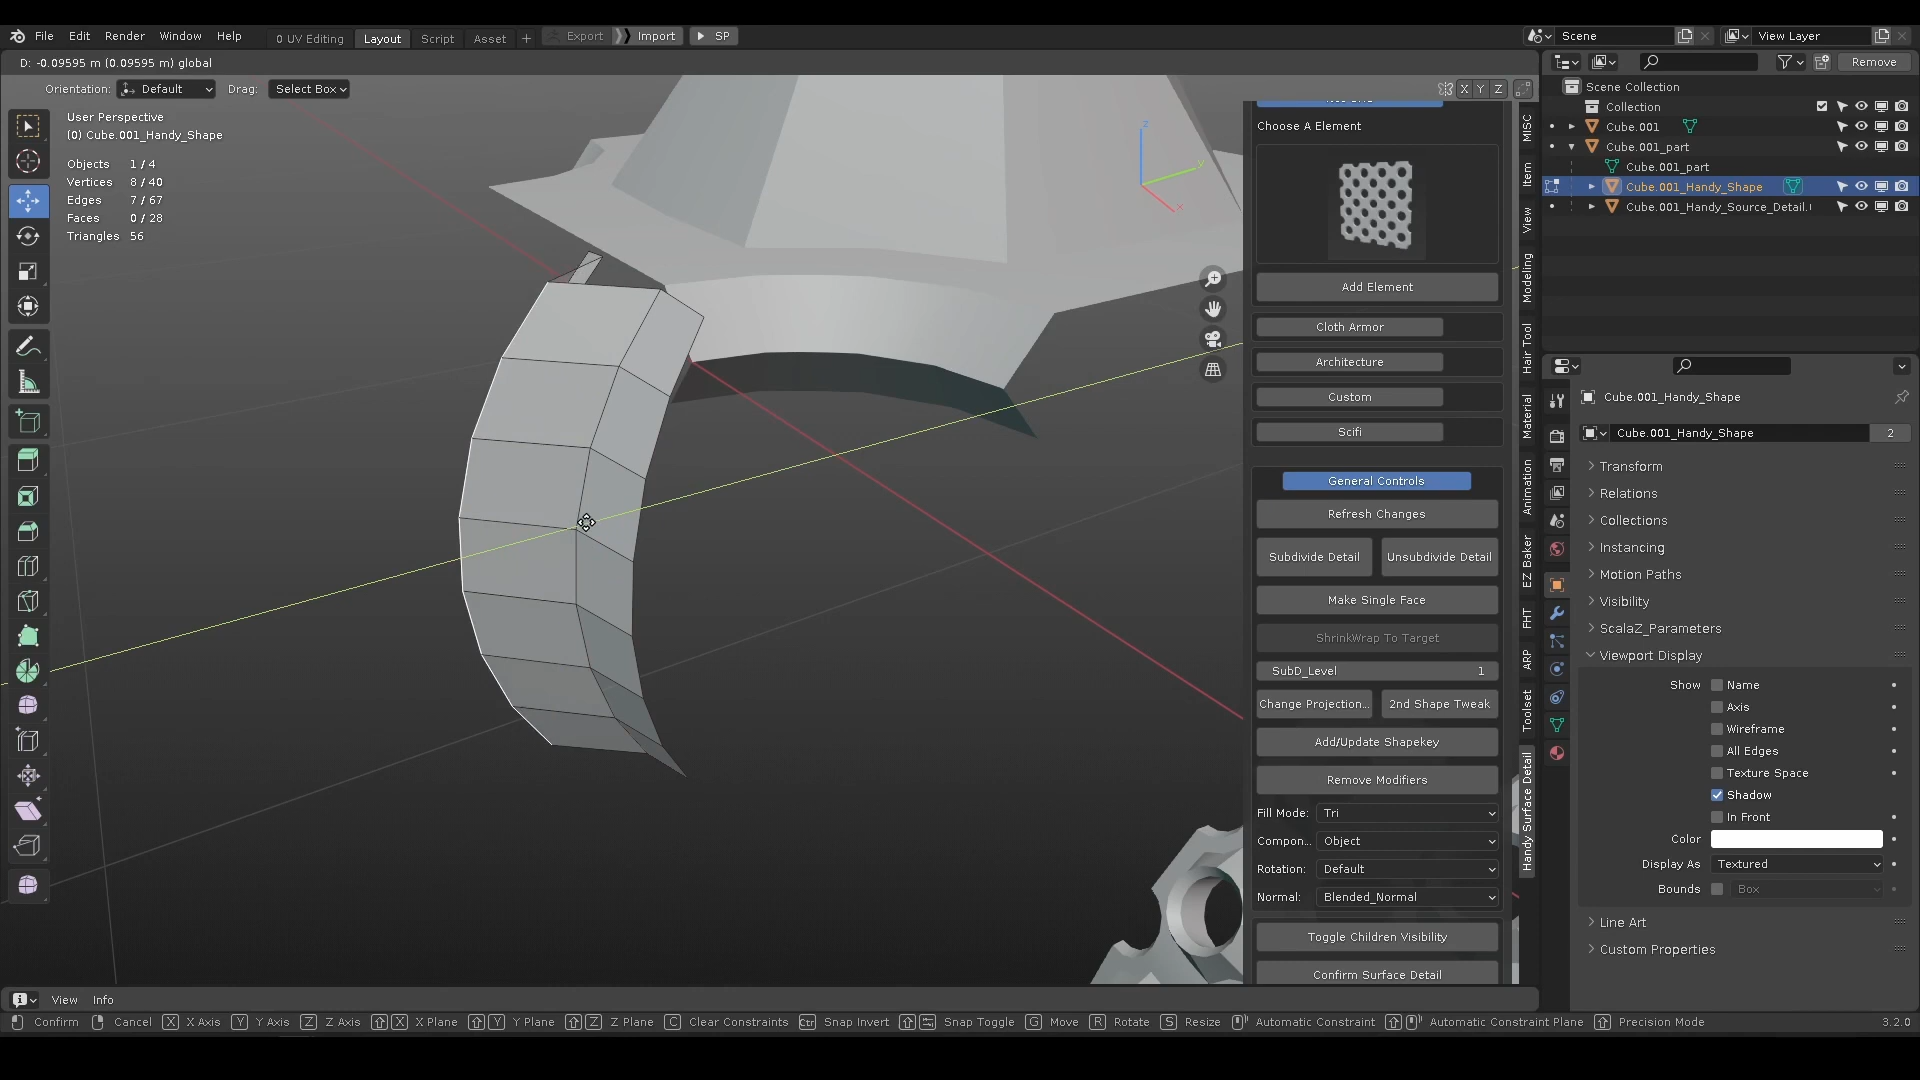 File Edit Render Window Help 0 UV Editing Layout Script Asset + Export Import SP Scene View Layer
D: -0.09595 m (0.09595 m) global
Remove
Orientation: Default Drag: Select Box X Y Z
User Perspective
(0) Cube.001_Handy_Shape
Objects 1 / 4
Vertices 8 / 40
Edges 7 / 67
Faces 0 / 28
Triangles 56
Z
Y
X
Choose A Element
Add Element
Cloth Armor
Architecture
Custom
Scifi
General Controls
Refresh Changes
Subdivide Detail Unsubdivide Detail
Make Single Face
ShrinkWrap To Target
SubD_Level 1
Change Projection... 2nd Shape Tweak
Add/Update Shapekey
Remove Modifiers
Fill Mode: Tri
Compon... Object
Rotation: Default
Normal: Blended_Normal
Toggle Children Visibility
Confirm Surface Detail
MISC
Item
View
Modeling
Hair Tool
Material
Animation
EZ Baker
FHT
ARP
Toolset
Handy Surface Detail
Scene Collection
Collection
Cube.001
Cube.001_part
Cube.001_part
Cube.001_Handy_Shape
Cube.001_Handy_Source_Detail.
Cube.001_Handy_Shape
Cube.001_Handy_Shape 2
Transform
Relations
Collections
Instancing
Motion Paths
Visibility
ScalaZ_Parameters
Viewport Display
Show Name
Axis
Wireframe
All Edges
Texture Space
Shadow
In Front
Color
Display As Textured
Bounds Box
Line Art
Custom Properties
View Info
Confirm Cancel X X Axis Y Y Axis Z Z Axis X X Plane Y Y Plane Z Z Plane C Clear Constraints Ctrl Snap Invert Snap Toggle G Move R Rotate S Resize Automatic Constraint Automatic Constraint Plane Precision Mode 3.2.0